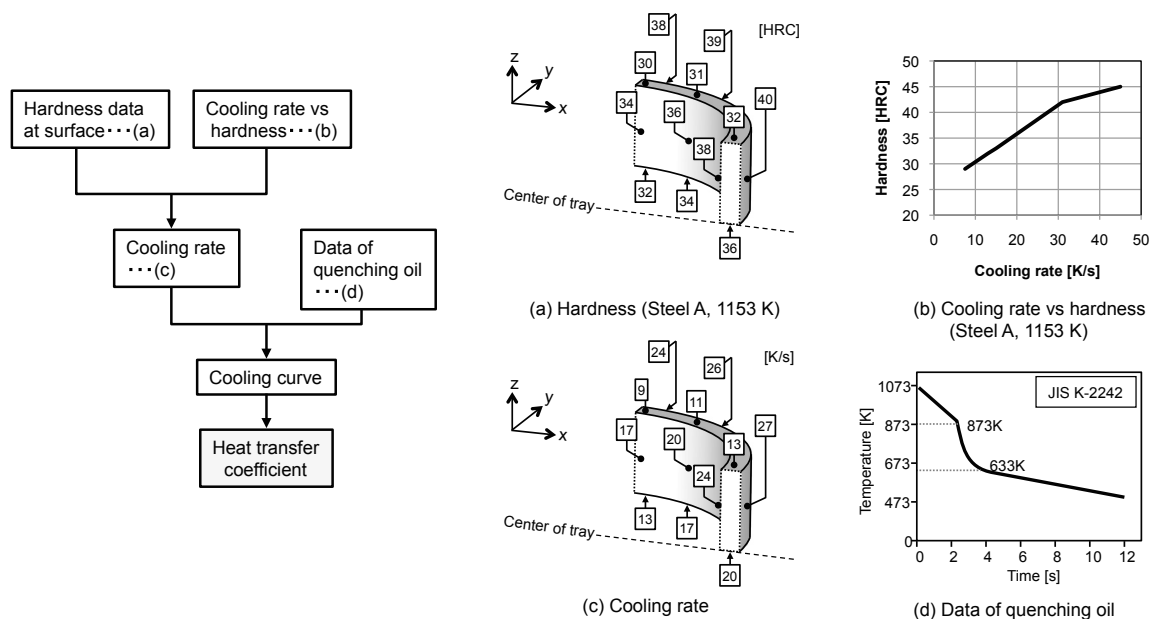 Hardness data
at surface···(a)
Cooling rate vs
hardness···(b)
Cooling rate
···(c)
Data of
quenching oil
···(d)
Cooling curve
Heat transfer
coefficient
[HRC]
38
39
z
y
x
30
31
40
34
36
32
38
32
34
Center of tray
36
(a) Hardness (Steel A, 1153 K)
50
45
40
35
30
25
20
Hardness [HRC]
0 10 20 30 40 50
Cooling rate [K/s]
(b) Cooling rate vs hardness
(Steel A, 1153 K)
[K/s]
24
26
z
y
x
9
11
27
17
20
13
24
13
17
Center of tray
20
(c) Cooling rate
JIS K-2242
1073
873
673
473
0
Temperature [K]
873K
633K
0 2 4 6 8 10 12
Time [s]
(d) Data of quenching oil